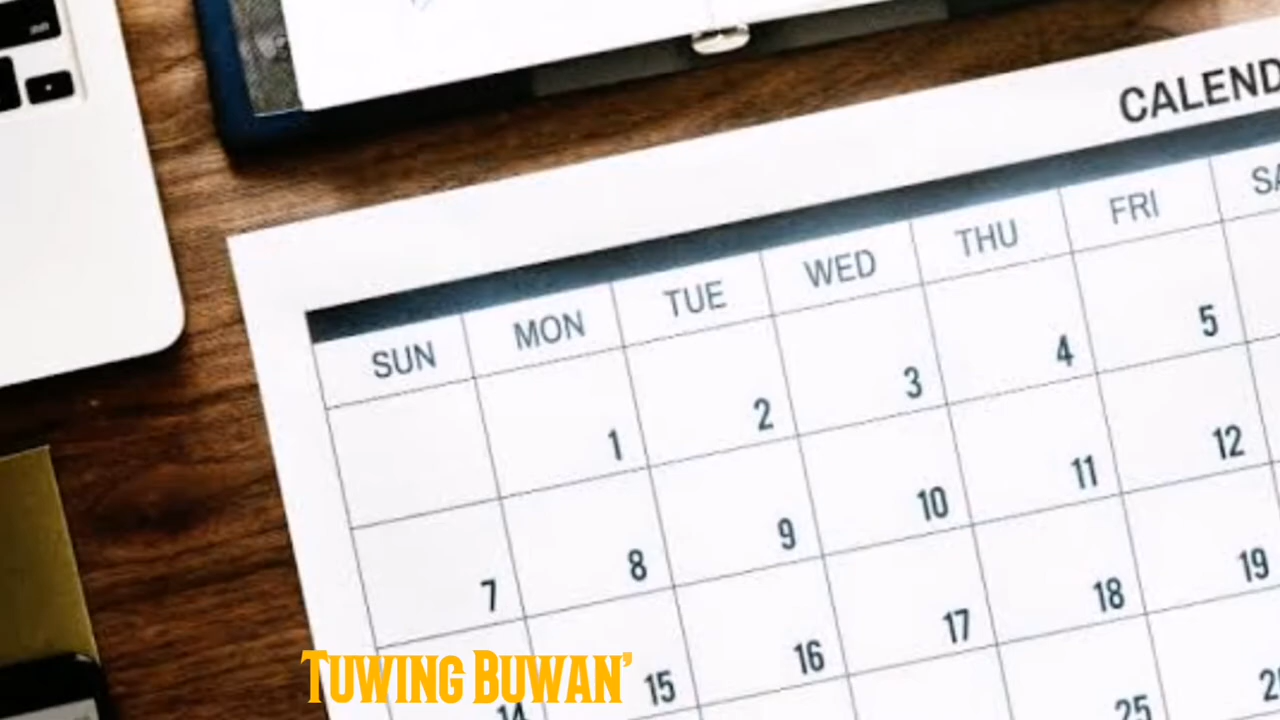 CALEND
SUN MON TUE WED THU FRI SA
1 2 3 4 5
7 8 9 10 11 12
14 15 16 17 18 19
25
TUWING BUWAN’